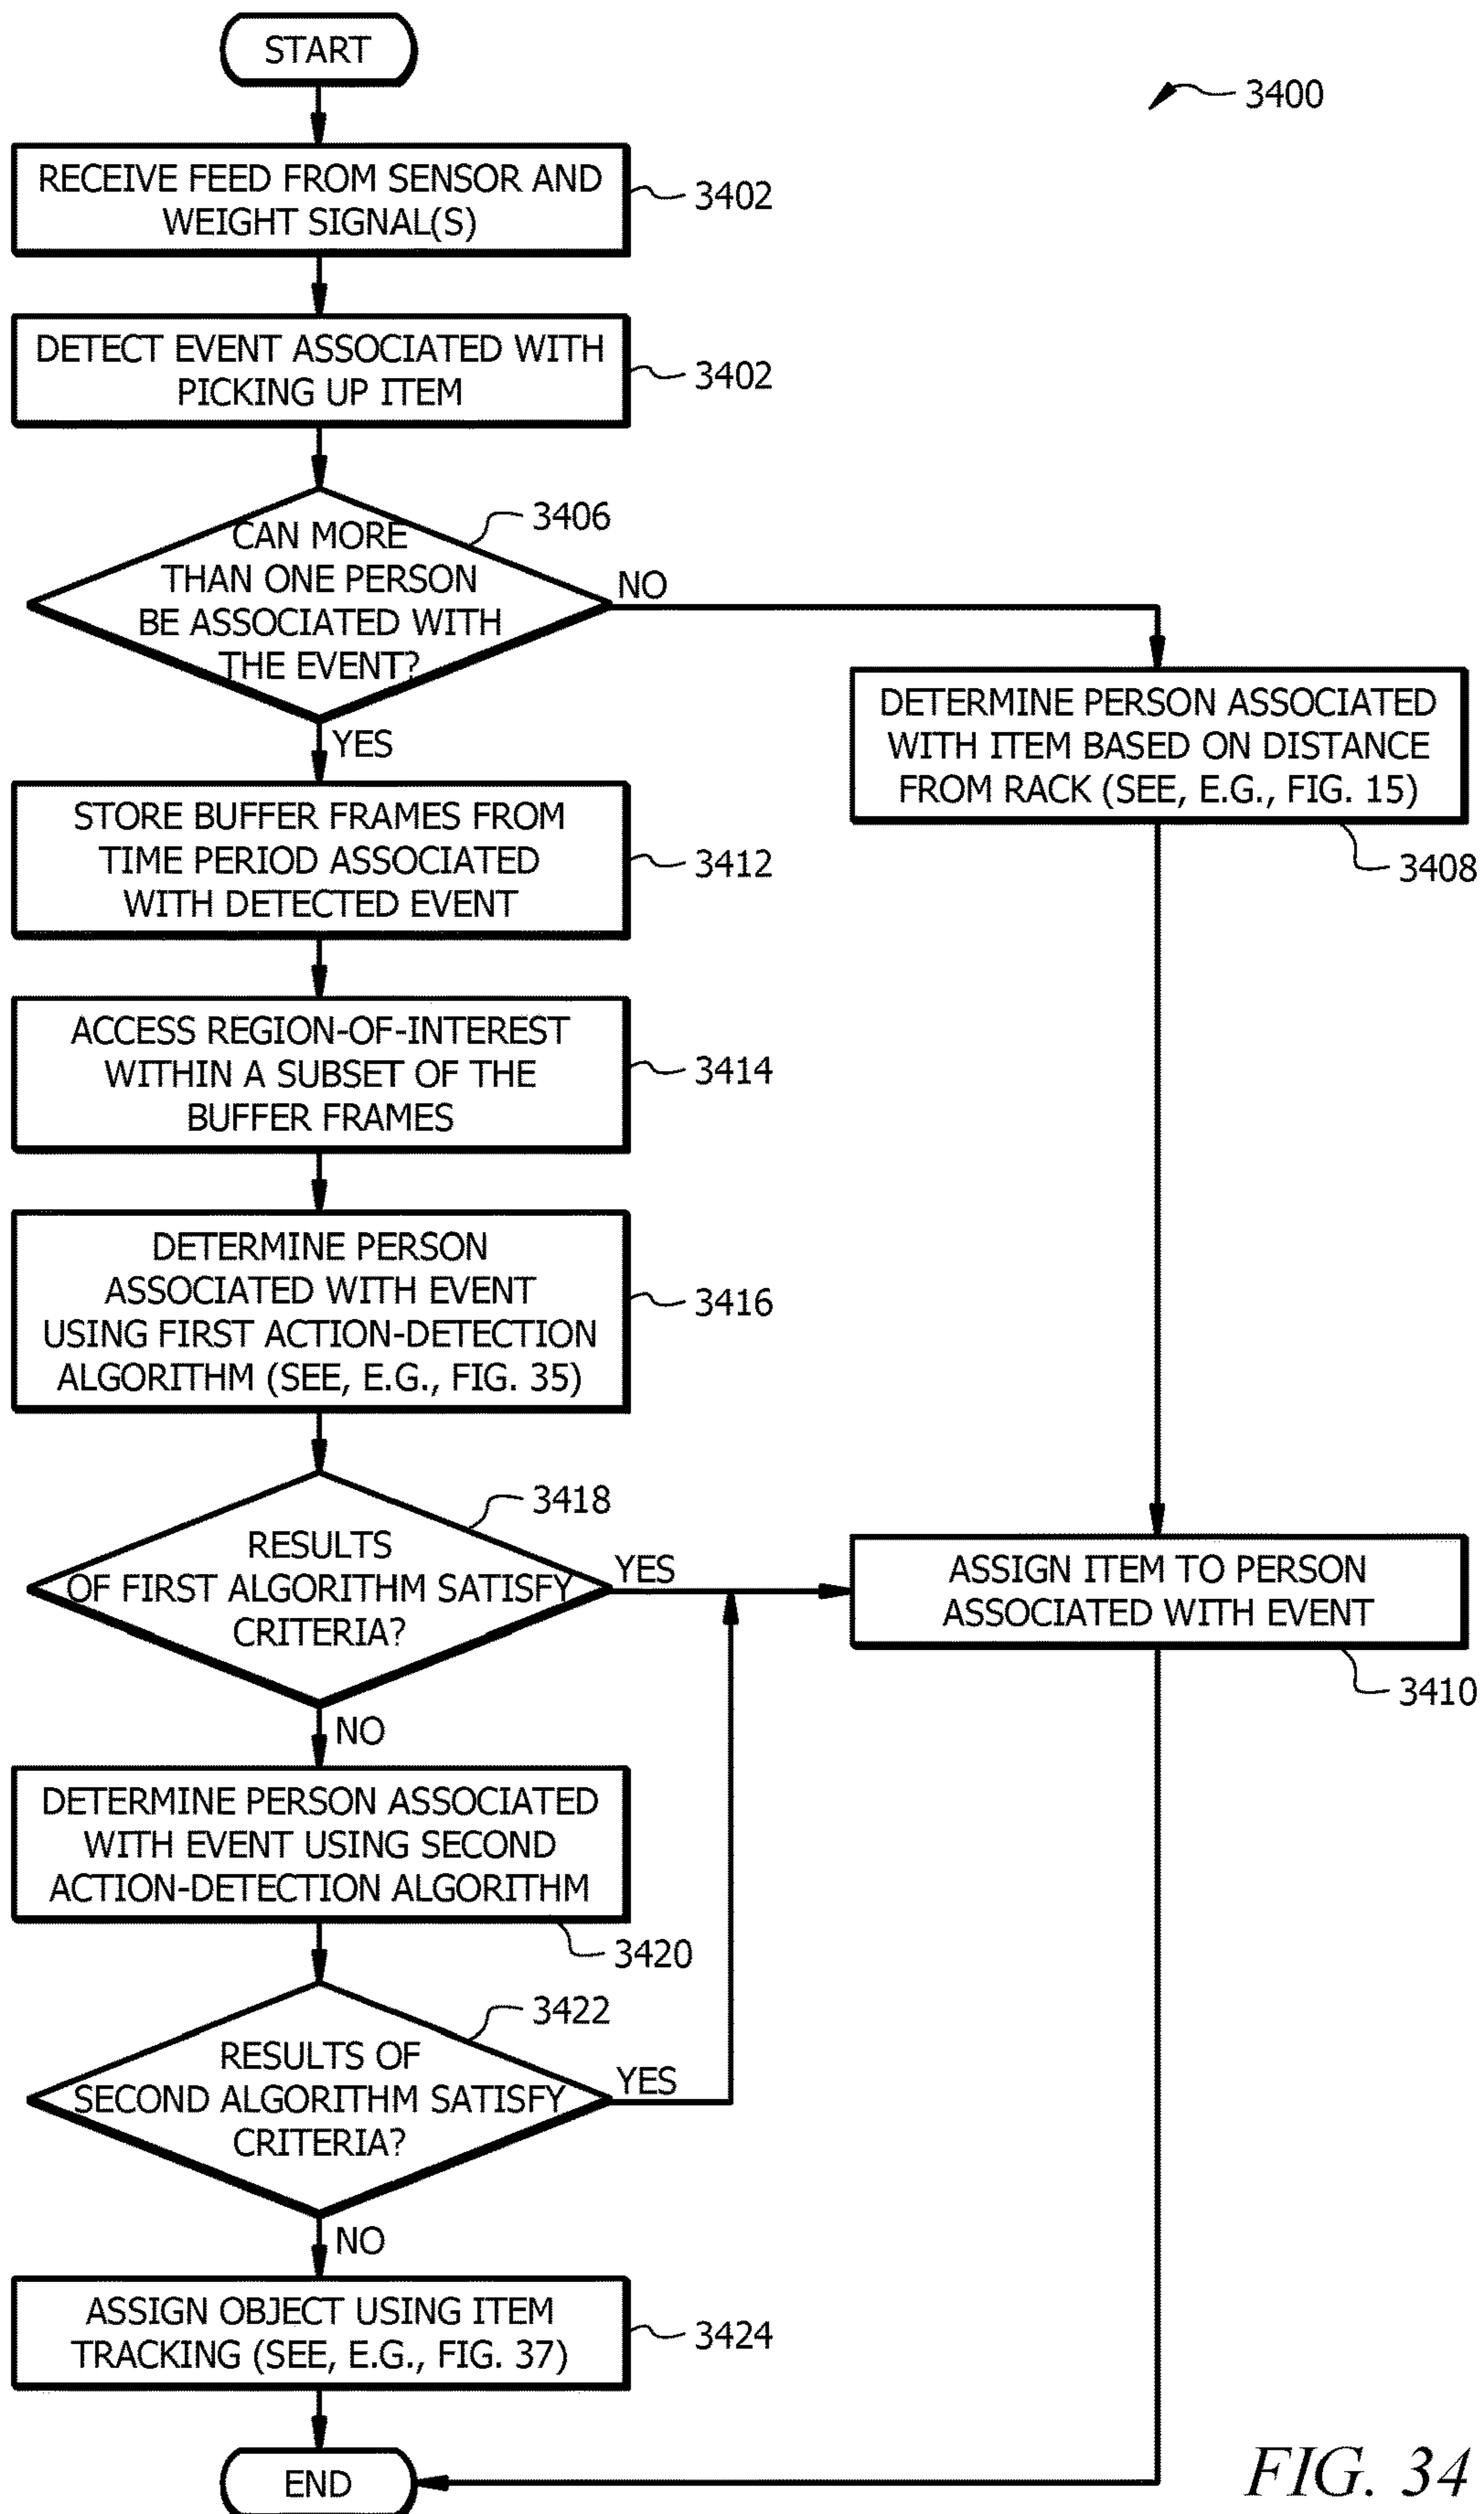 START
3400
RECEIVE FEED FROM SENSOR AND
WEIGHT SIGNAL(S)
3402
DETECT EVENT ASSOCIATED WITH
PICKING UP ITEM
3402
CAN MORE
THAN ONE PERSON
BE ASSOCIATED WITH
THE EVENT?
3406
NO
YES
DETERMINE PERSON ASSOCIATED
WITH ITEM BASED ON DISTANCE
FROM RACK (SEE, E.G., FIG. 15)
3408
STORE BUFFER FRAMES FROM
TIME PERIOD ASSOCIATED
WITH DETECTED EVENT
3412
ACCESS REGION-OF-INTEREST
WITHIN A SUBSET OF THE
BUFFER FRAMES
3414
DETERMINE PERSON
ASSOCIATED WITH EVENT
USING FIRST ACTION-DETECTION
ALGORITHM (SEE, E.G., FIG. 35)
3416
RESULTS
OF FIRST ALGORITHM SATISFY
CRITERIA?
3418
YES
NO
ASSIGN ITEM TO PERSON
ASSOCIATED WITH EVENT
3410
DETERMINE PERSON ASSOCIATED
WITH EVENT USING SECOND
ACTION-DETECTION ALGORITHM
3420
RESULTS OF
SECOND ALGORITHM SATISFY
CRITERIA?
3422
YES
NO
ASSIGN OBJECT USING ITEM
TRACKING (SEE, E.G., FIG. 37)
3424
END
FIG. 34